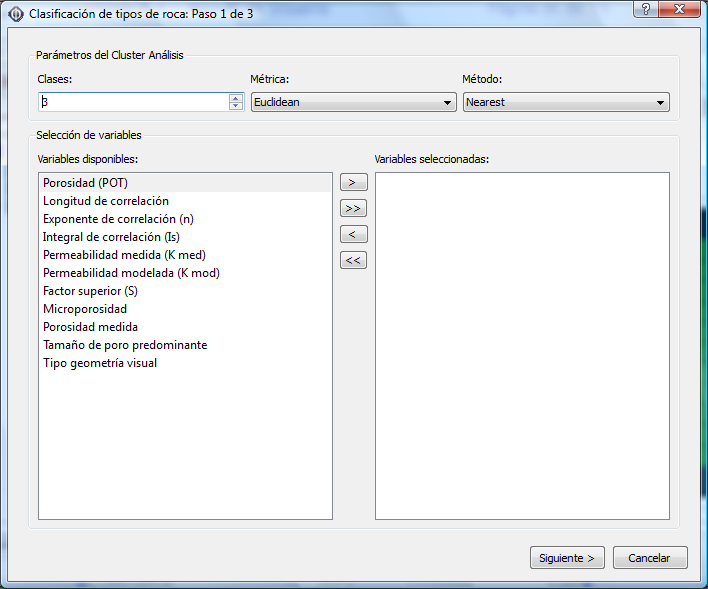 Clasificación de tipos de roca: Paso 1 de 3
Parámetros del Cluster Análisis
Clases: Métrica: Método:
3 Euclidean Nearest
Selección de variables
Variables disponibles: Variables seleccionadas:
Porosidad (POT)
Longitud de correlación
Exponente de correlación (n)
Integral de correlación (Is)
Permeabilidad medida (K med)
Permeabilidad modelada (K mod)
Factor superior (S)
Microporosidad
Porosidad medida
Tamaño de poro predominante
Tipo geometría visual
>
>>
<
<<
Siguiente > Cancelar